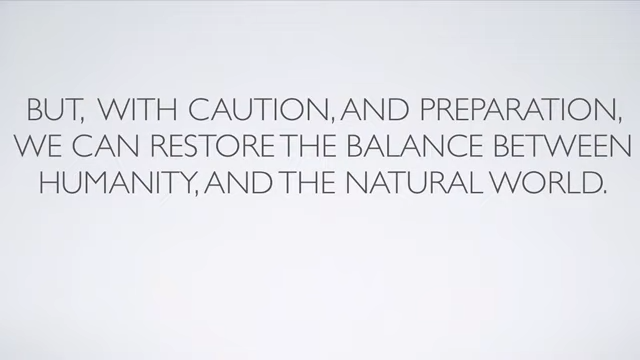 BUT, WITH CAUTION, AND PREPARATION,
WE CAN RESTORE THE BALANCE BETWEEN
HUMANITY, AND THE NATURAL WORLD.